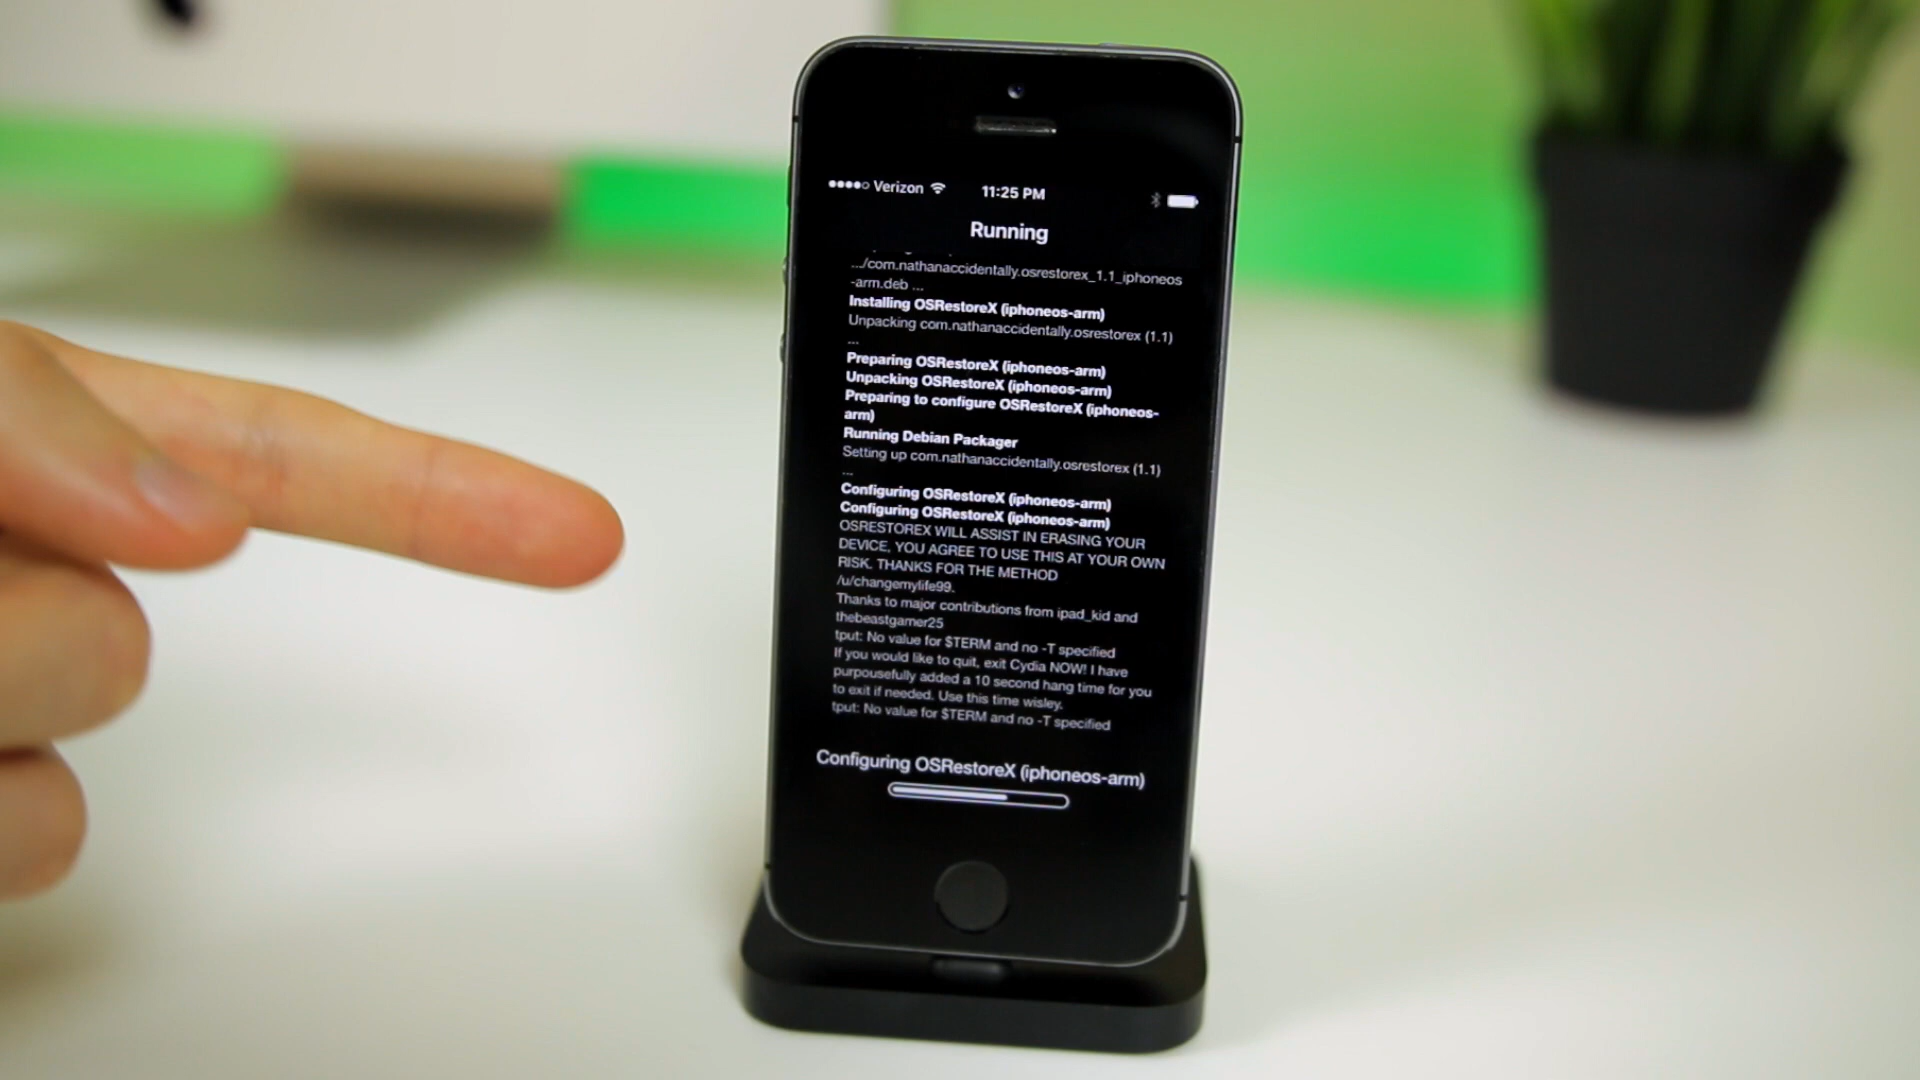 Verizon 11:25 PM
Running
.../com.nathanaccidentally.osrestorex_1.1_iphoneos
-arm.deb ...
Installing OSRestoreX (iphoneos-arm)
Unpacking com.nathanaccidentally.osrestorex (1.1)
...
Preparing OSRestoreX (iphoneos-arm)
Unpacking OSRestoreX (iphoneos-arm)
Preparing to configure OSRestoreX (iphoneos-
arm)
Running Debian Packager
Setting up com.nathanaccidentally.osrestorex (1.1)
...
Configuring OSRestoreX (iphoneos-arm)
Configuring OSRestoreX (iphoneos-arm)
OSRESTOREX WILL ASSIST IN ERASING YOUR
DEVICE, YOU AGREE TO USE THIS AT YOUR OWN
RISK. THANKS FOR THE METHOD
/u/changemylife99.
Thanks to major contributions from ipad_kid and
thebeastgamer25
tput: No value for $TERM and no -T specified
If you would like to quit, exit Cydia NOW! I have
purpousefully added a 10 second hang time for you
to exit if needed. Use this time wisley.
tput: No value for $TERM and no -T specified
Configuring OSRestoreX (iphoneos-arm)